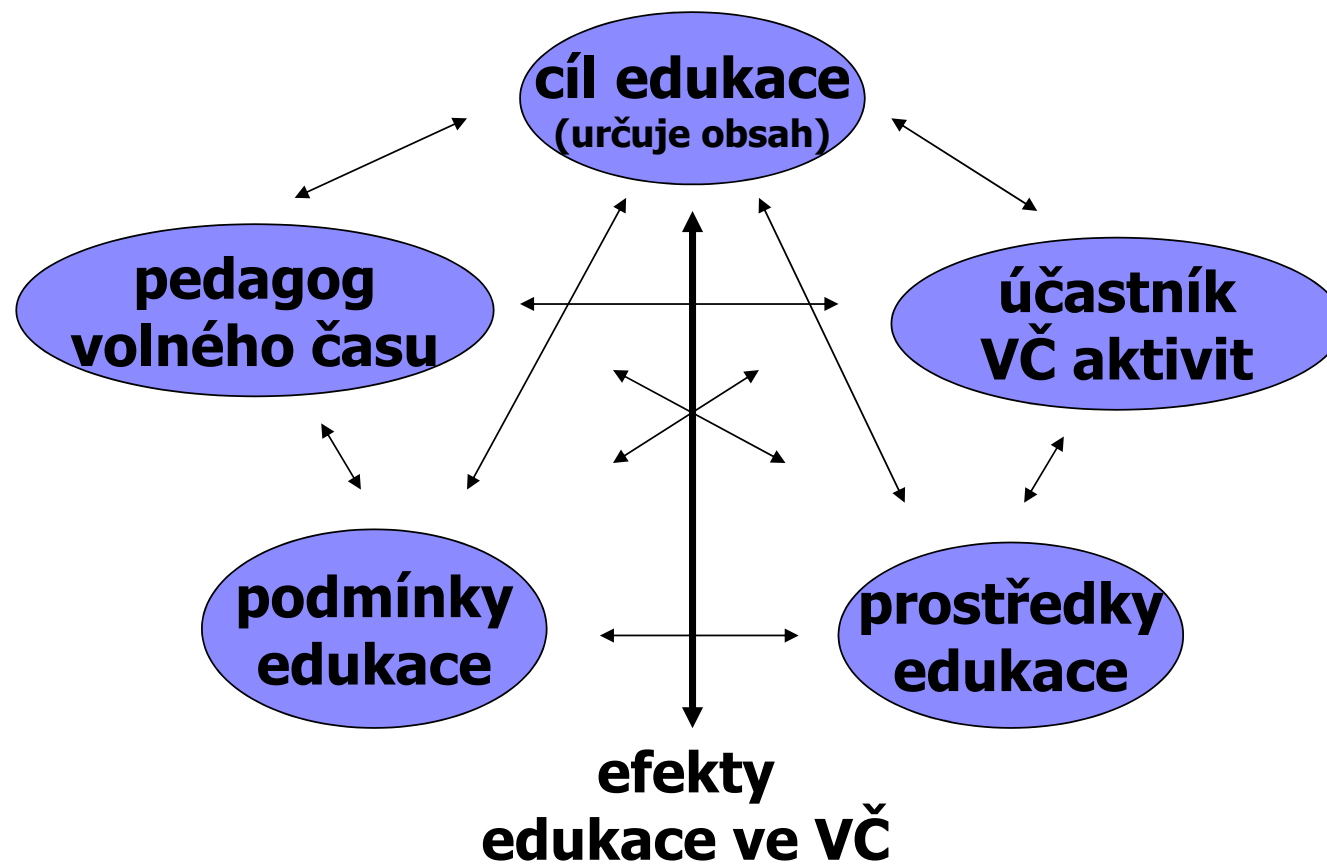 cíl edukace
(určuje obsah)
pedagog
volného času
účastník
VČ aktivit
podmínky
edukace
prostředky
edukace
efekty
edukace ve VČ